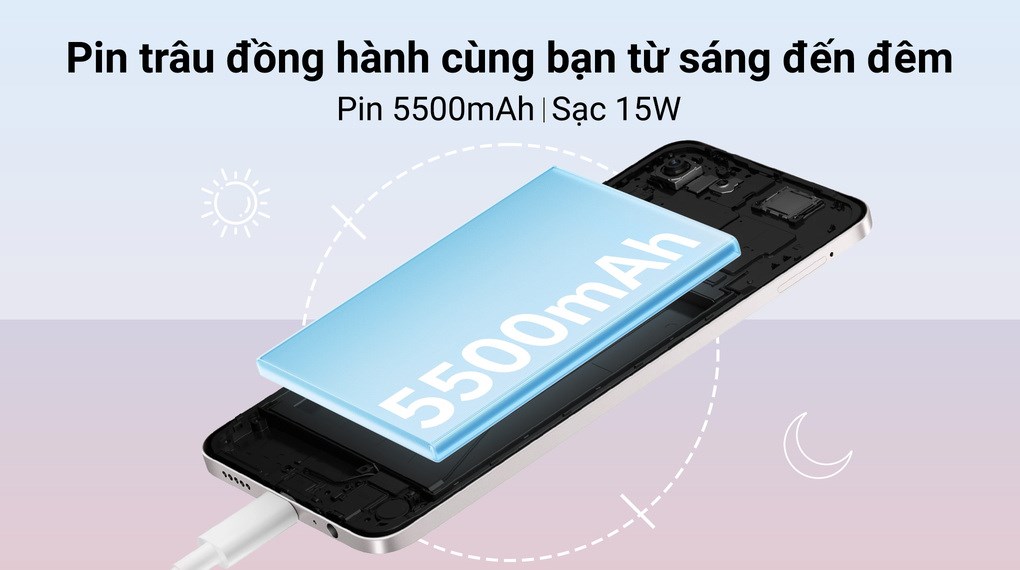 Pin trâu đồng hành cùng bạn từ sáng đến đêm
Pin 5500mAh | Sạc 15W
5500mAh